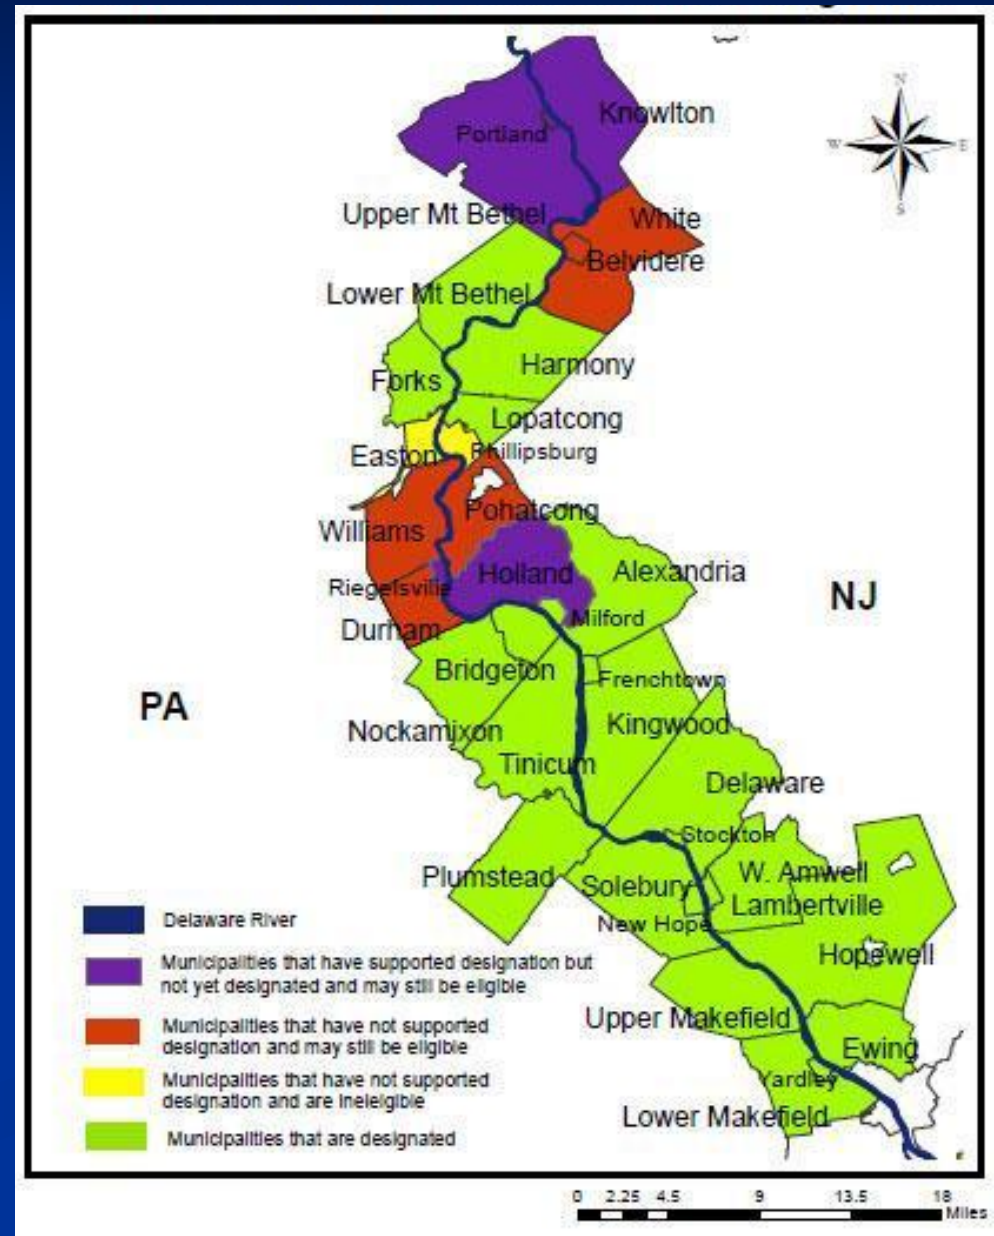 N
W
E
S
Knowlton
Portland
Upper Mt Bethel
White
Belvidere
Lower Mt Bethel
Harmony
Forks
Lopatcong
Easton
Phillipsburg
Pohatcong
Williams
Holland
Alexandria
Riegelsville
NJ
Milford
Durham
Bridgeton
Frenchtown
PA
Nockamixon
Kingwood
Tinicum
Delaware
Stockton
Plumstead
Solebury
W. Amwell
Lambertville
New Hope
Hopewell
Upper Makefield
Ewing
Yardley
Lower Makefield
Delaware River
Municipalities that have supported designation but
not yet designated and may still be eligible
Municipalities that have not supported
designation and may still be eligible
Municipalities that have not supported
designation and are inelelgible
Municipalities that are designated
0 2.25 4.5 9 13.5 18
Miles